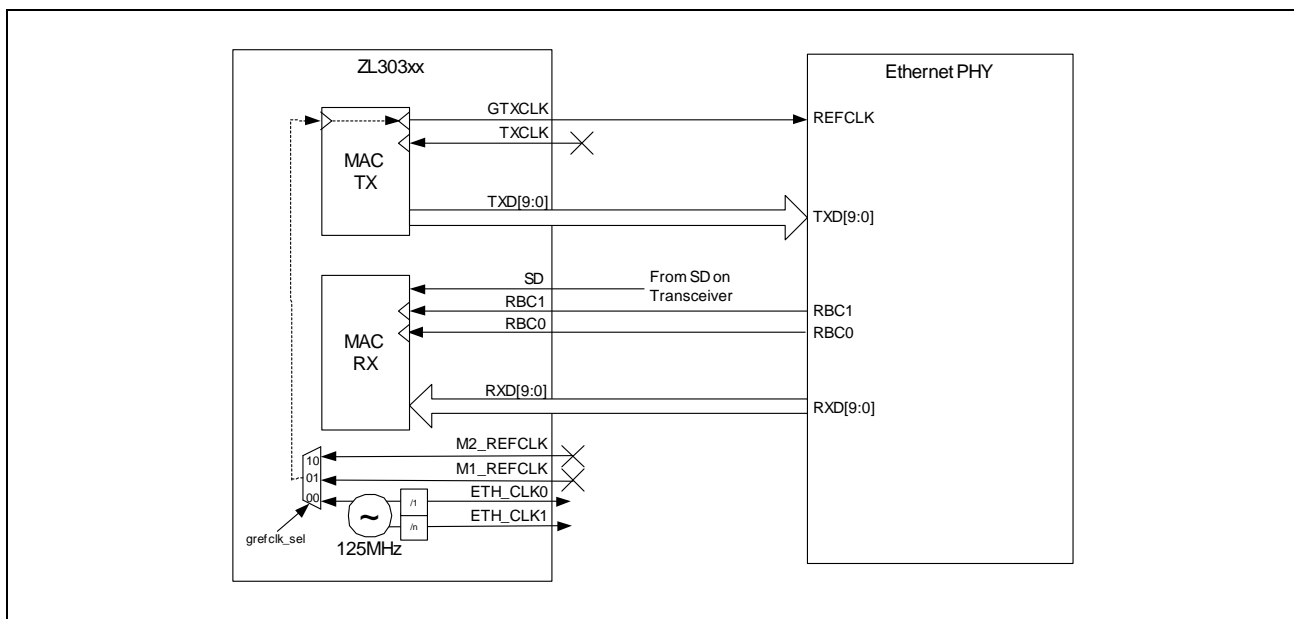 ZL303xx
Ethernet PHY
GTXCLK
REFCLK
TXCLK
MAC
TX
TXD[9:0]
TXD[9:0]
SD
From SD on
Transceiver
RBC1
RBC1
RBC0
RBC0
MAC
RX
RXD[9:0]
RXD[9:0]
M2_REFCLK
10
M1_REFCLK
01
ETH_CLK0
00
/1
ETH_CLK1
~
/n
grefclk_sel
125MHz